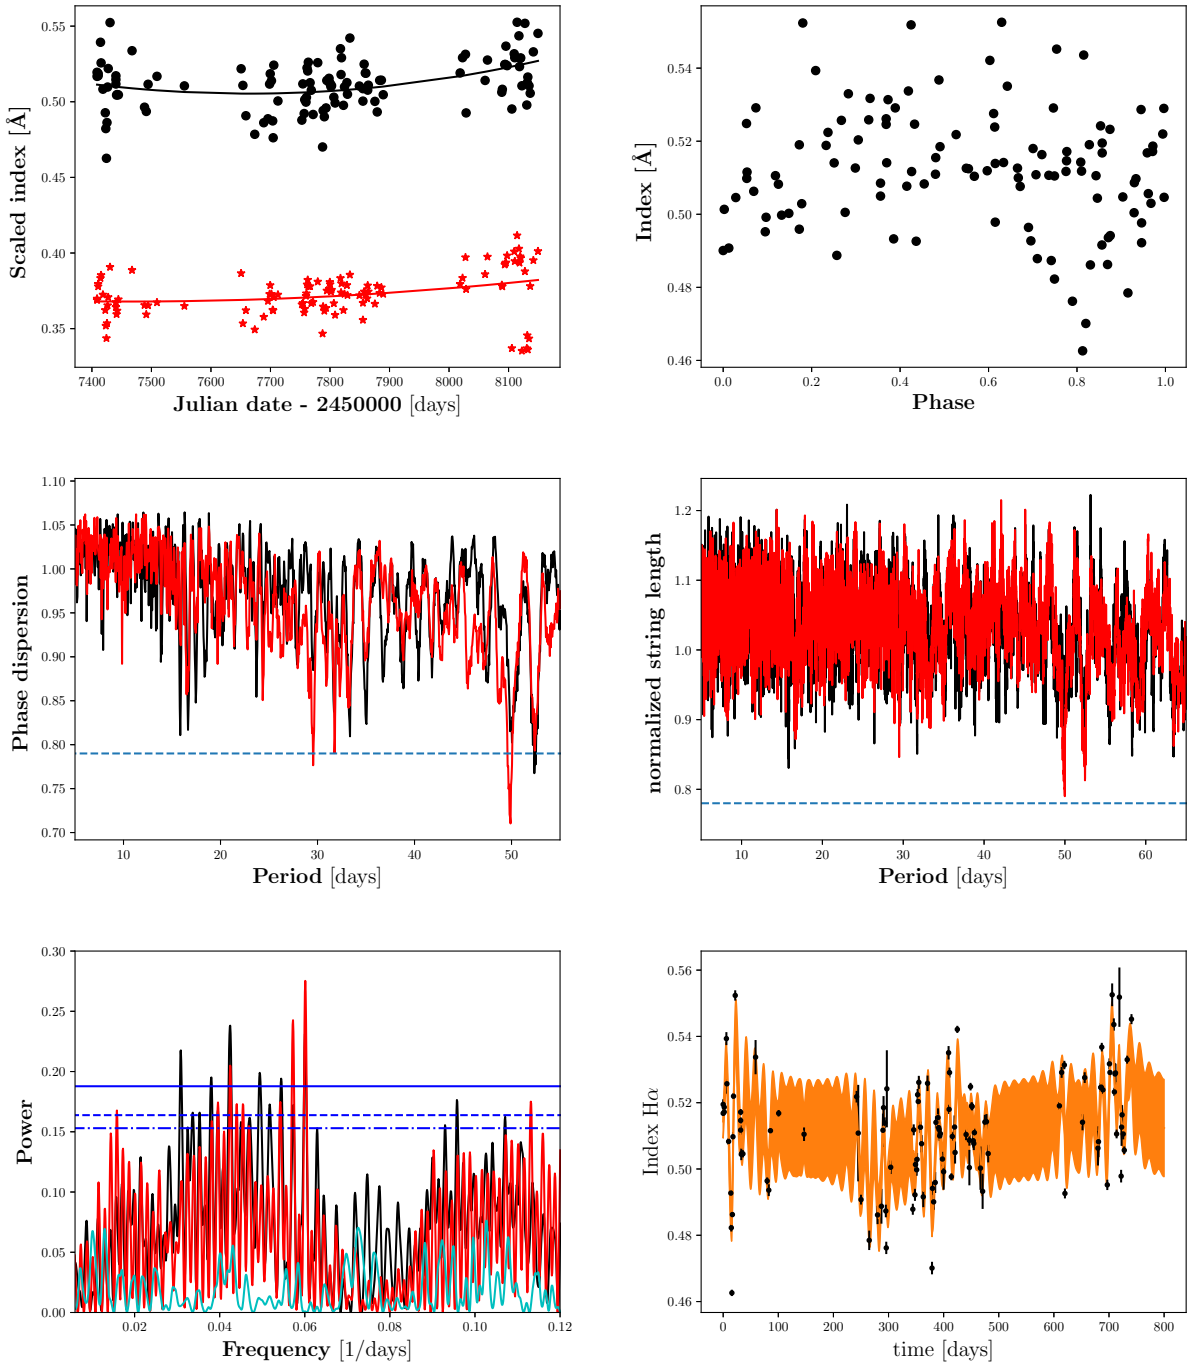 0.55
0.50
0.45
0.40
0.35
Scaled index [Å]
7400 7500 7600 7700 7800 7900 8000 8100
Julian date - 2450000 [days]
0.54
0.52
0.50
0.48
0.46
Index [Å]
0.0 0.2 0.4 0.6 0.8 1.0
Phase
1.10
1.05
1.00
0.95
0.90
0.85
0.80
0.75
0.70
Phase dispersion
10 20 30 40 50
Period [days]
1.2
1.1
1.0
0.9
0.8
normalized string length
10 20 30 40 50 60
Period [days]
0.30
0.25
0.20
0.15
0.10
0.05
0.00
Power
0.02 0.04 0.06 0.08 0.10 0.12
Frequency [1/days]
0.56
0.54
0.52
0.50
0.48
0.46
Index Hα
0 100 200 300 400 500 600 700 800
time [days]